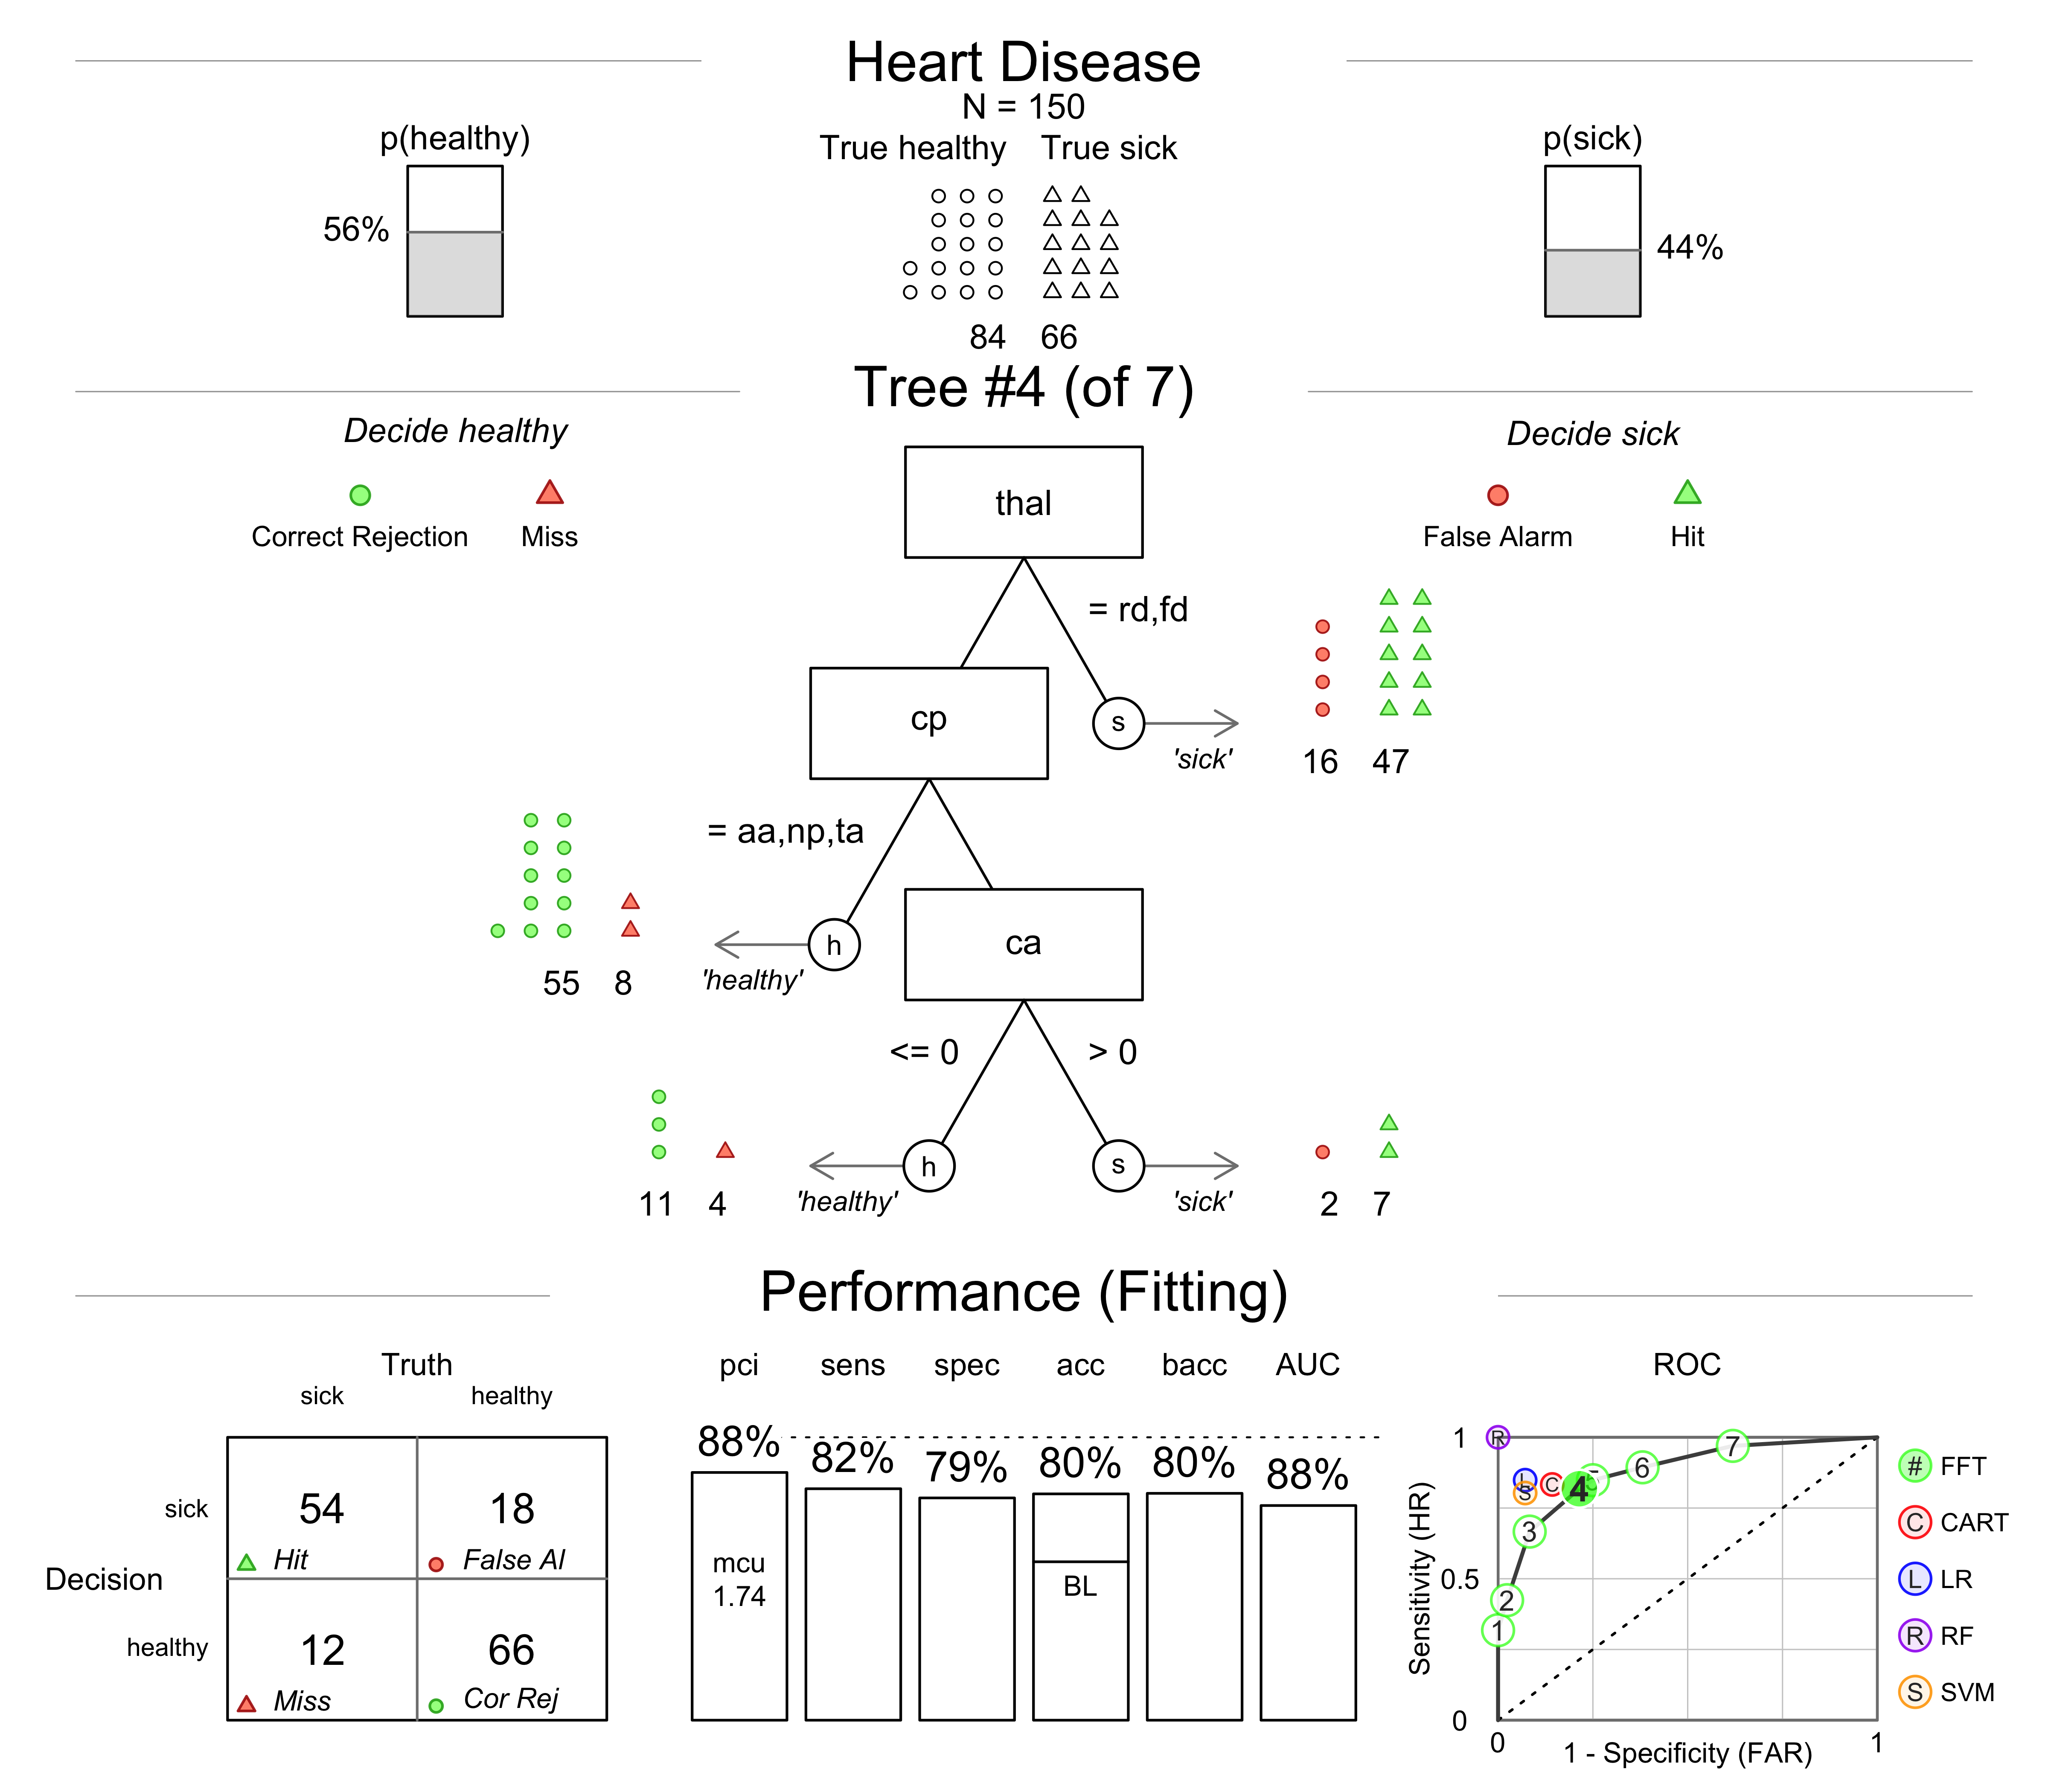 Heart Disease
N = 150
True healthy True sick
p(healthy)
56%
p(sick)
44%
84 66
Tree #4 (of 7)
Decide healthy
Correct Rejection Miss
Decide sick
False Alarm Hit
thal
= rd,fd
cp
s
'sick'
16 47
= aa,np,ta
h
'healthy'
55 8
ca
<= 0
> 0
h
'healthy'
11 4
s
'sick'
2 7
Performance (Fitting)
Truth
sick healthy
Decision
sick
54
Hit
18
False Al
healthy
12
Miss
66
Cor Rej
pci sens spec acc bacc AUC
88% 82% 79% 80% 80% 88%
mcu
1.74
BL
ROC
Sensitivity (HR)
1
0.5
0
0
1
1 - Specificity (FAR)
R
L
S
C
1
2
3
4
5
6
7
# FFT
C CART
L LR
R RF
S SVM